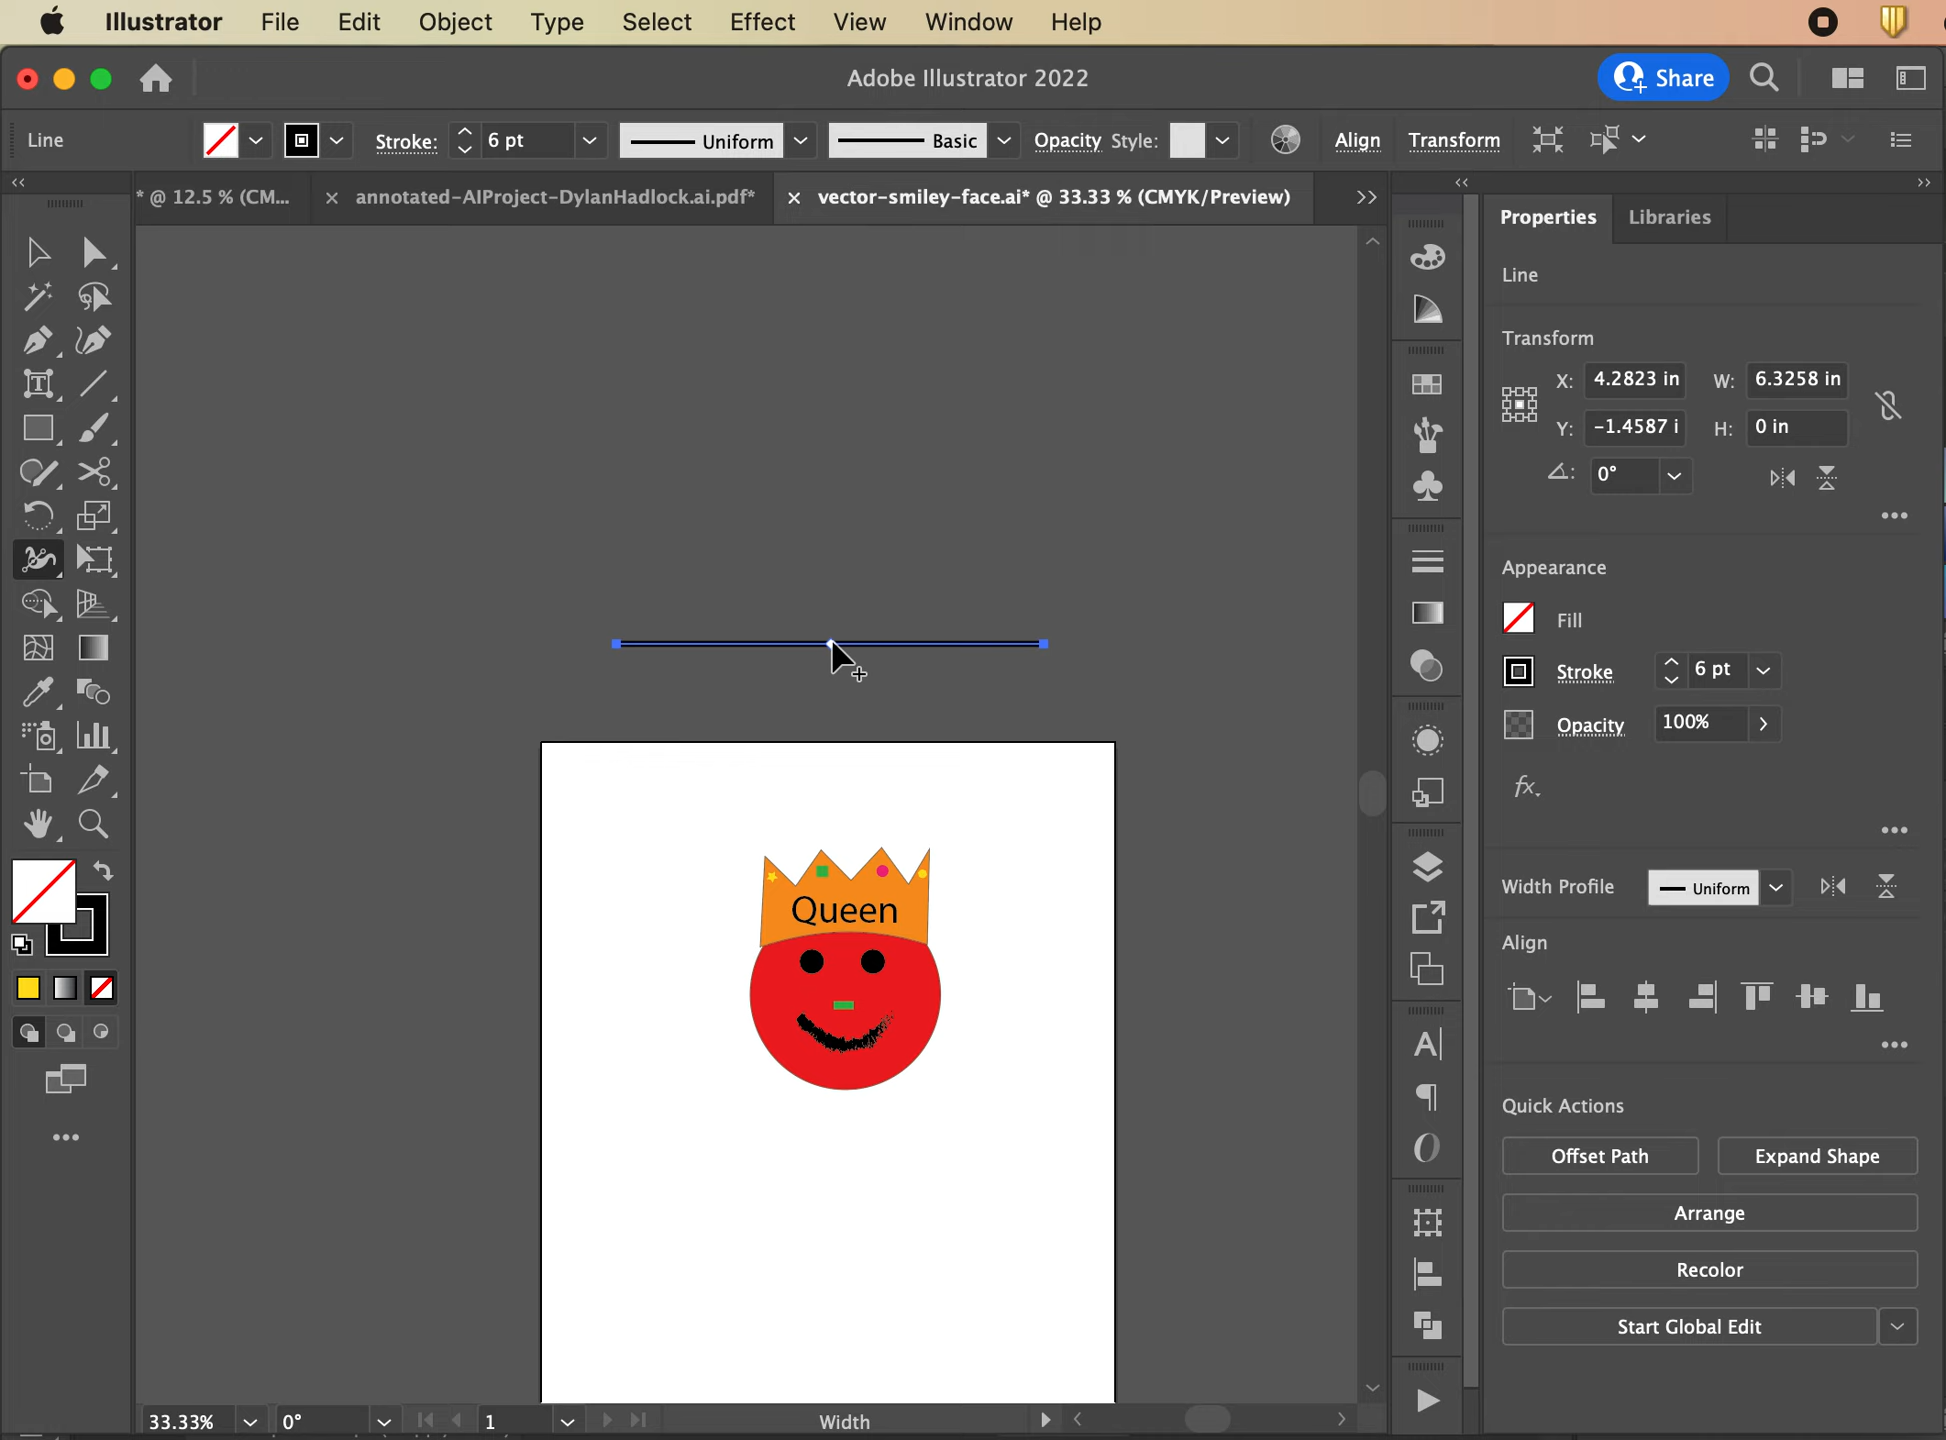 Illustrator File Edit Object Type Select Effect View Window Help
Adobe Illustrator 2022
Share
Line
Stroke: 6 pt
Uniform
Basic
Opacity Style:
Align
Transform
* @ 12.5 % (CM...
× annotated-AIProject-DylanHadlock.ai.pdf*
× vector-smiley-face.ai* @ 33.33 % (CMYK/Preview)
Properties
Libraries
Line
Transform
X: 4.2823 in
W: 6.3258 in
Y: -1.4587 i
H: 0 in
0°
Appearance
Fill
Stroke 6 pt
Opacity 100%
fx
Width Profile Uniform
Align
Quick Actions
Offset Path
Expand Shape
Arrange
Recolor
Start Global Edit
Queen
33.33%
0°
1
Width